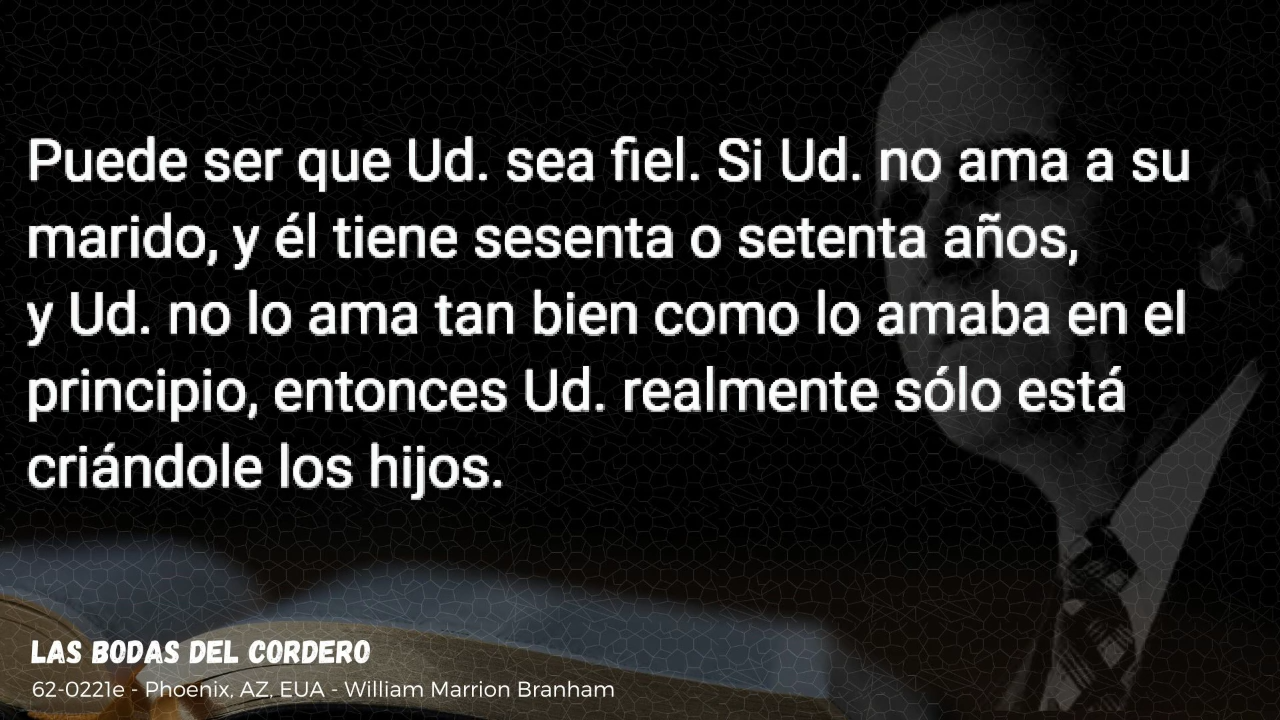 Puede ser que Ud. sea fiel. Si Ud. no ama a su
marido, y él tiene sesenta o setenta años,
y Ud. no lo ama tan bien como lo amaba en el
principio, entonces Ud. realmente sólo está
criándole los hijos.
LAS BODAS DEL CORDERO
62-0221e - Phoenix, AZ, EUA - William Marrion Branham